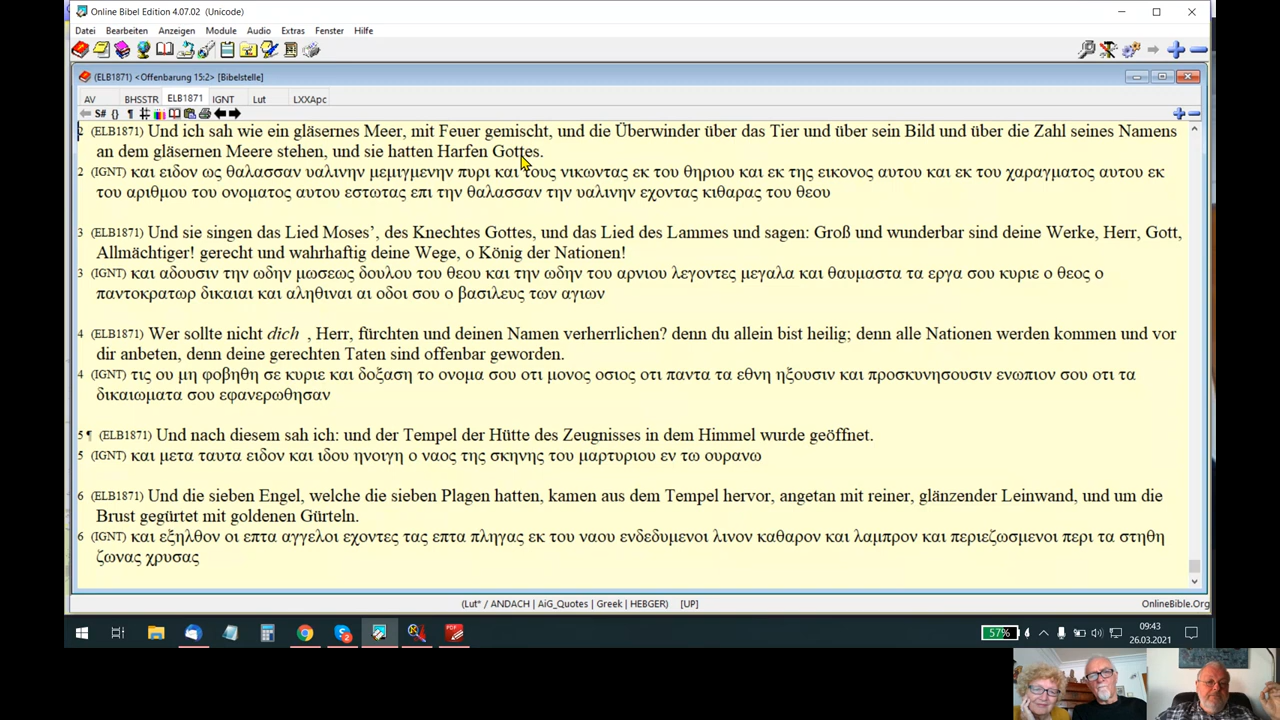 Online Bibel Edition 4.07.02 (Unicode)
Datei Bearbeiten Anzeigen Module Audio Extras Fenster Hilfe
(ELB1871) <Offenbarung 15:2> [Bibelstelle]
AV BHSSTR ELB1871 IGNT Lut LXXApc
S# {} ¶
2 (ELB1871) Und ich sah wie ein gläsernes Meer, mit Feuer gemischt, und die Überwinder über das Tier und über sein Bild und über die Zahl seines Namens
an dem gläsernen Meere stehen, und sie hatten Harfen Gottes.
2 (IGNT) και ειδον ως θαλασσαν υαλινην μεμιγμενην πυρι και τους νικωντας εκ του θηριου και εκ της εικονος αυτου και εκ του χαραγματος αυτου εκ
του αριθμου του ονοματος αυτου εστωτας επι την θαλασσαν την υαλινην εχοντας κιθαρας του θεου
3 (ELB1871) Und sie singen das Lied Moses’, des Knechtes Gottes, und das Lied des Lammes und sagen: Groß und wunderbar sind deine Werke, Herr, Gott,
Allmächtiger! gerecht und wahrhaftig deine Wege, o König der Nationen!
3 (IGNT) και αδουσιν την ωδην μωσεως δουλου του θεου και την ωδην του αρνιου λεγοντες μεγαλα και θαυμαστα τα εργα σου κυριε ο θεος ο
παντοκρατωρ δικαιαι και αληθιναι αι οδοι σου ο βασιλευς των αγιων
4 (ELB1871) Wer sollte nicht dich , Herr, fürchten und deinen Namen verherrlichen? denn du allein bist heilig; denn alle Nationen werden kommen und vor
dir anbeten, denn deine gerechten Taten sind offenbar geworden.
4 (IGNT) τις ου μη φοβηθη σε κυριε και δοξαση το ονομα σου οτι μονος οσιος οτι παντα τα εθνη ηξουσιν και προσκυνησουσιν ενωπιον σου οτι τα
δικαιωματα σου εφανερωθησαν
5 ¶ (ELB1871) Und nach diesem sah ich: und der Tempel der Hütte des Zeugnisses in dem Himmel wurde geöffnet.
5 (IGNT) και μετα ταυτα ειδον και ιδου ηνοιγη ο ναος της σκηνης του μαρτυριου εν τω ουρανω
6 (ELB1871) Und die sieben Engel, welche die sieben Plagen hatten, kamen aus dem Tempel hervor, angetan mit reiner, glänzender Leinwand, und um die
Brust gegürtet mit goldenen Gürteln.
6 (IGNT) και εξηλθον οι επτα αγγελοι εχοντες τας επτα πληγας εκ του ναου ενδεδυμενοι λινον καθαρον και λαμπρον και περιεζωσμενοι περι τα στηθη
ζωνας χρυσας
(Lut* / ANDACH | AiG_Quotes | Greek | HEBGER) [UP] OnlineBible.Org
57% 09:43
26.03.2021